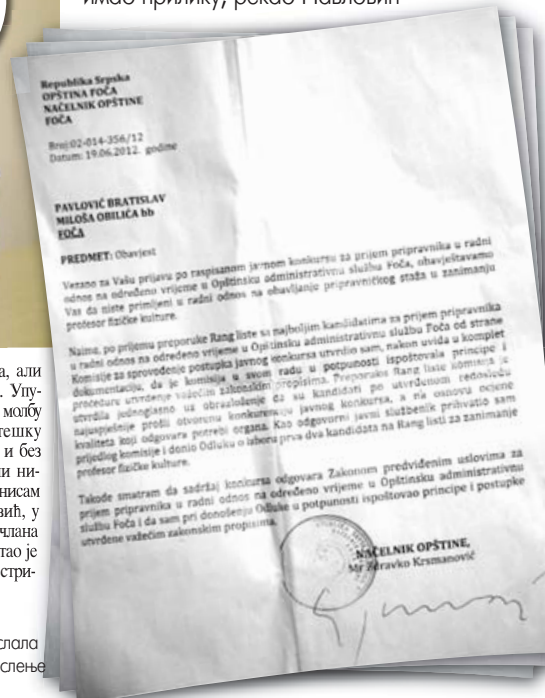 имао прилику, рекао Павловић
Republika Srpska
OPŠTINA FOČA
NAČELNIK OPŠTINE
FOČA
Broj:02-014-356/12
Datum: 19.06.2012. godine
PAVLOVIĆ BRATISLAV
MILOŠA OBILIĆA bb
FOČA
PREDMET: Obavjest
Vezano za Vašu prijavu po raspisanom javnom konkursu za prijem pripravnika u radni
odnos na određeno vrijeme u Opštinsku administrativnu službu Foča, obavještavamo
Vas da niste primljeni u radni odnos na obavljanje pripravničkog staža u zanimanju
profesor fizičke kulture.
Naime, po prijemu preporuke Rang liste sa najboljim kandidatima za prijem pripravnika
u radni odnos na određeno vrijeme u Opštinsku administrativnu službu Foča od strane
Komisije za sprovođenje postupka javnog konkursa utvrdio sam, nakon uvida u komplet
dokumentaciju, da je komisija u svom radu u potpunosti ispoštovala principe i
procedure utvrđene važećim zakonskim propisima. Preporuku Rang liste komisija je
utvrdila jednoglasno uz obrazloženje da su kandidati po utvrđenom redosljedu
najuspješnije prošli otvorenu konkurenciju javnog konkursa, a na osnovu ocjene
kvaliteta koji odgovara potrebi organa. Kao odgovorni javni službenik prihvatio sam
prijedlog komisije i donio Odluku o izboru prva dva kandidata na Rang listi za zanimanje
profesor fizičke kulture.
Takođe smatram da sadržaj konkursa odgovara Zakonom predviđenim uslovima za
prijem pripravnika u radni odnos na određeno vrijeme u Opštinsku administrativnu
službu Foča i da sam pri donošenju Odluke u potpunosti ispoštovao principe i postupke
utvrđene važećim zakonskim propisima.
NAČELNIK OPŠTINE,
Mr Zdravko Krsmanović
а, али
. Упу-
молбу
тешку
и без
ни ни-
нисам
вић, у
члана
тао је
стри-
слала
слење